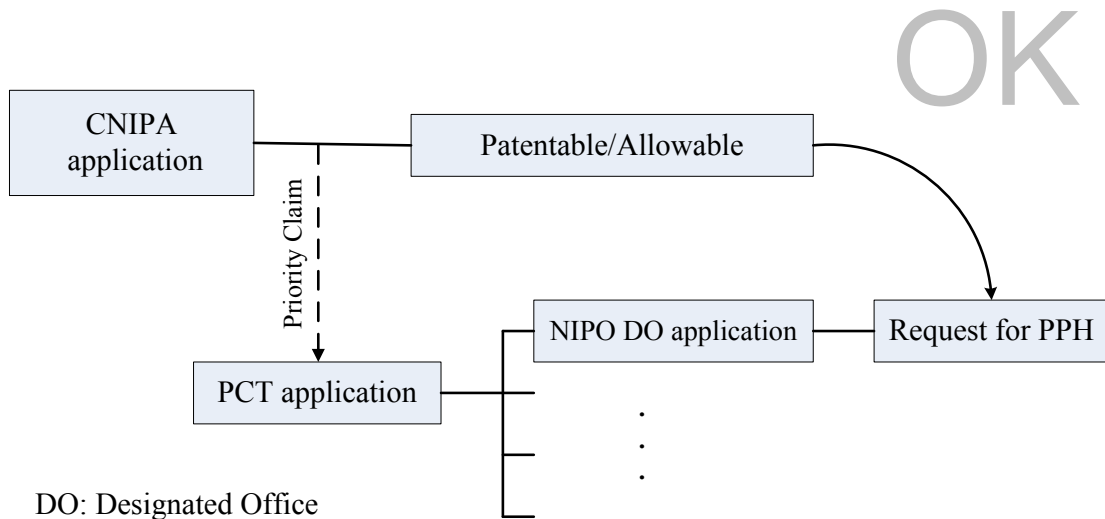 OK
CNIPA
application
Patentable/Allowable
Priority Claim
NIPO DO application
Request for PPH
PCT application
DO: Designated Office